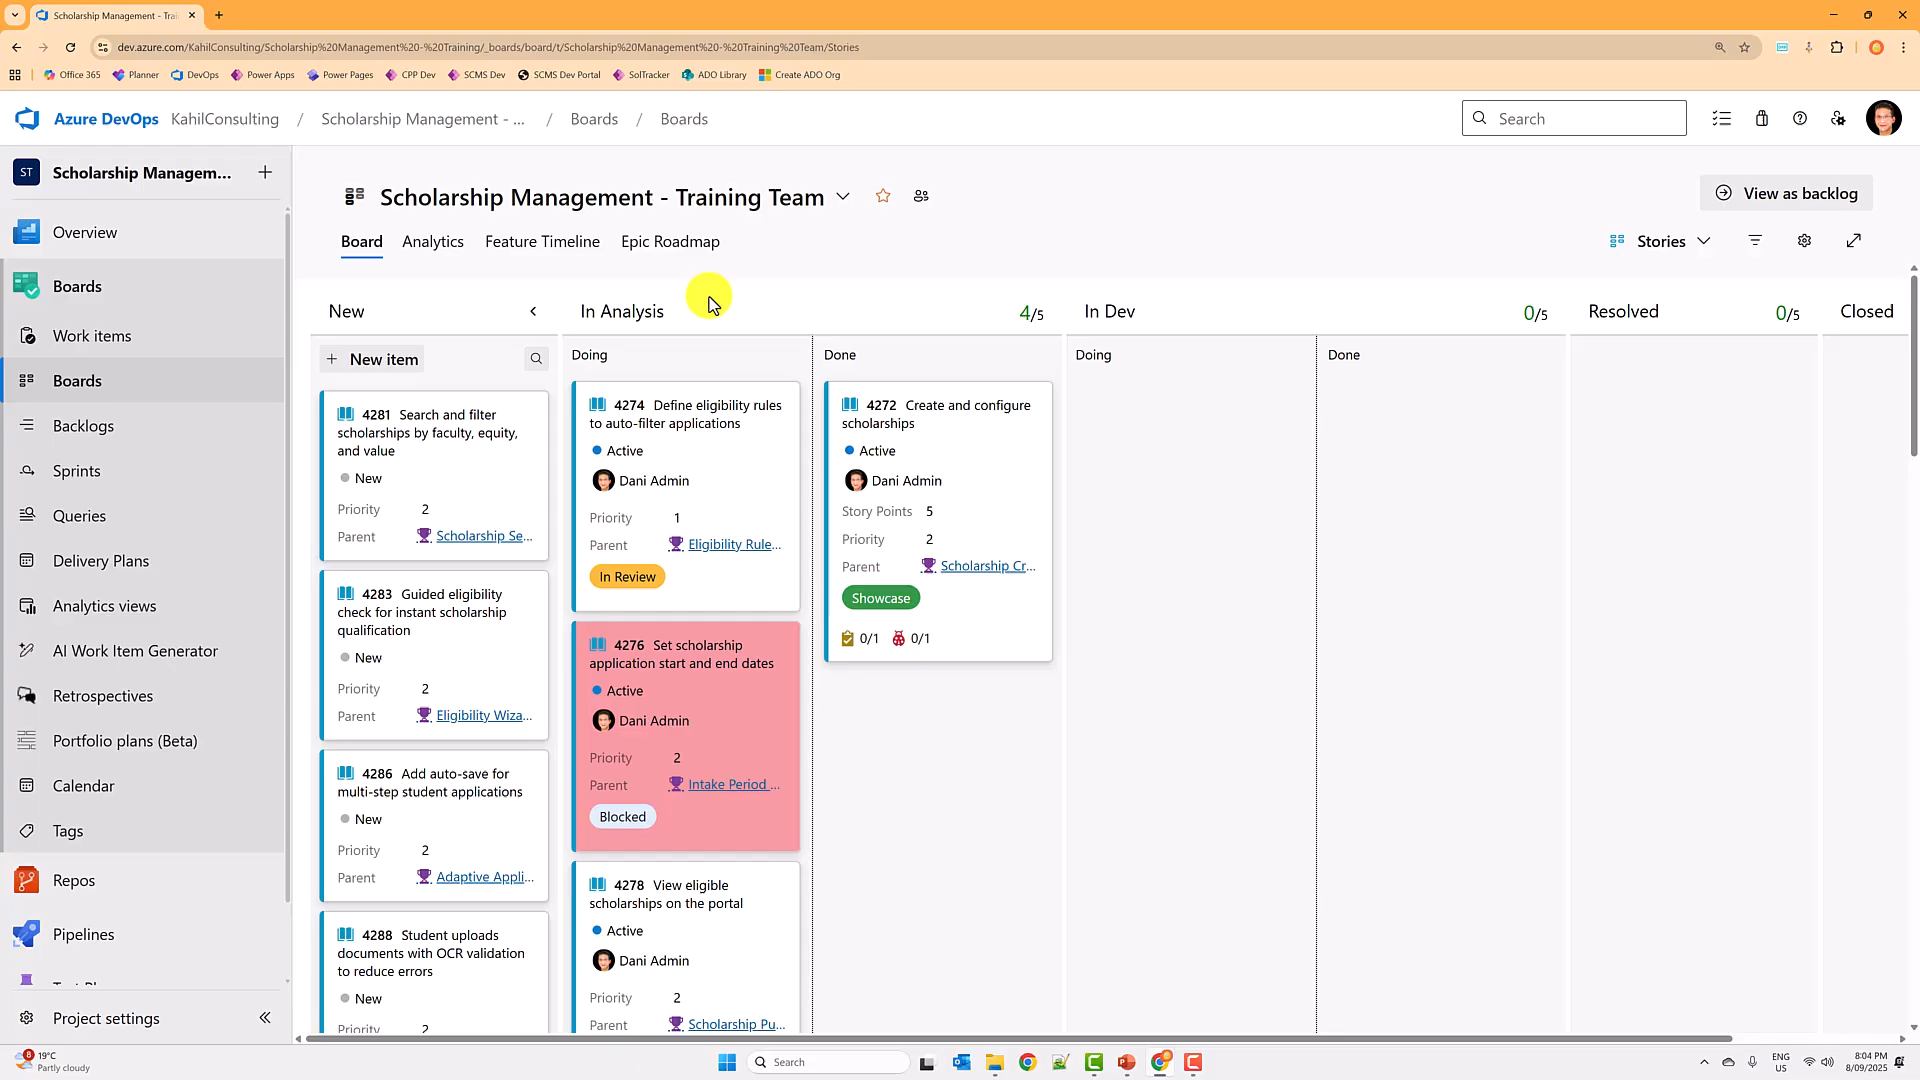 Scholarship Management - Trai
dev.azure.com/KahilConsulting/Scholarship%20Management%20-%20Training/_boards/board/t/Scholarship%20Management%20-%20Training%20Team/Stories
Office 365
Planner
DevOps
Power Apps
Power Pages
CPP Dev
SCMS Dev
SCMS Dev Portal
SolTracker
ADO Library
Create ADO Org
Azure DevOps
KahilConsulting / Scholarship Management - ... / Boards / Boards
Search
ST
Scholarship Managem...
Overview
Boards
Work items
Boards
Backlogs
Sprints
Queries
Delivery Plans
Analytics views
AI Work Item Generator
Retrospectives
Portfolio plans (Beta)
Calendar
Tags
Repos
Pipelines
Project settings
Scholarship Management - Training Team
View as backlog
Board
Analytics
Feature Timeline
Epic Roadmap
Stories
New
In Analysis
4/5
In Dev
0/5
Resolved
0/5
Closed
New item
Doing
Done
Doing
Done
4281 Search and filter
scholarships by faculty, equity,
and value
New
Priority 2
Parent Scholarship Se...
4283 Guided eligibility
check for instant scholarship
qualification
New
Priority 2
Parent Eligibility Wiza...
4286 Add auto-save for
multi-step student applications
New
Priority 2
Parent Adaptive Appli...
4288 Student uploads
documents with OCR validation
to reduce errors
New
Priority 2
4274 Define eligibility rules
to auto-filter applications
Active
Dani Admin
Priority 1
Parent Eligibility Rule...
In Review
4276 Set scholarship
application start and end dates
Active
Dani Admin
Priority 2
Parent Intake Period ...
Blocked
4278 View eligible
scholarships on the portal
Active
Dani Admin
Priority 2
Parent Scholarship Pu...
4272 Create and configure
scholarships
Active
Dani Admin
Story Points 5
Priority 2
Parent Scholarship Cr...
Showcase
0/1 0/1
8
19°C
Partly cloudy
Search
ENG
US
8:04 PM
8/09/2025